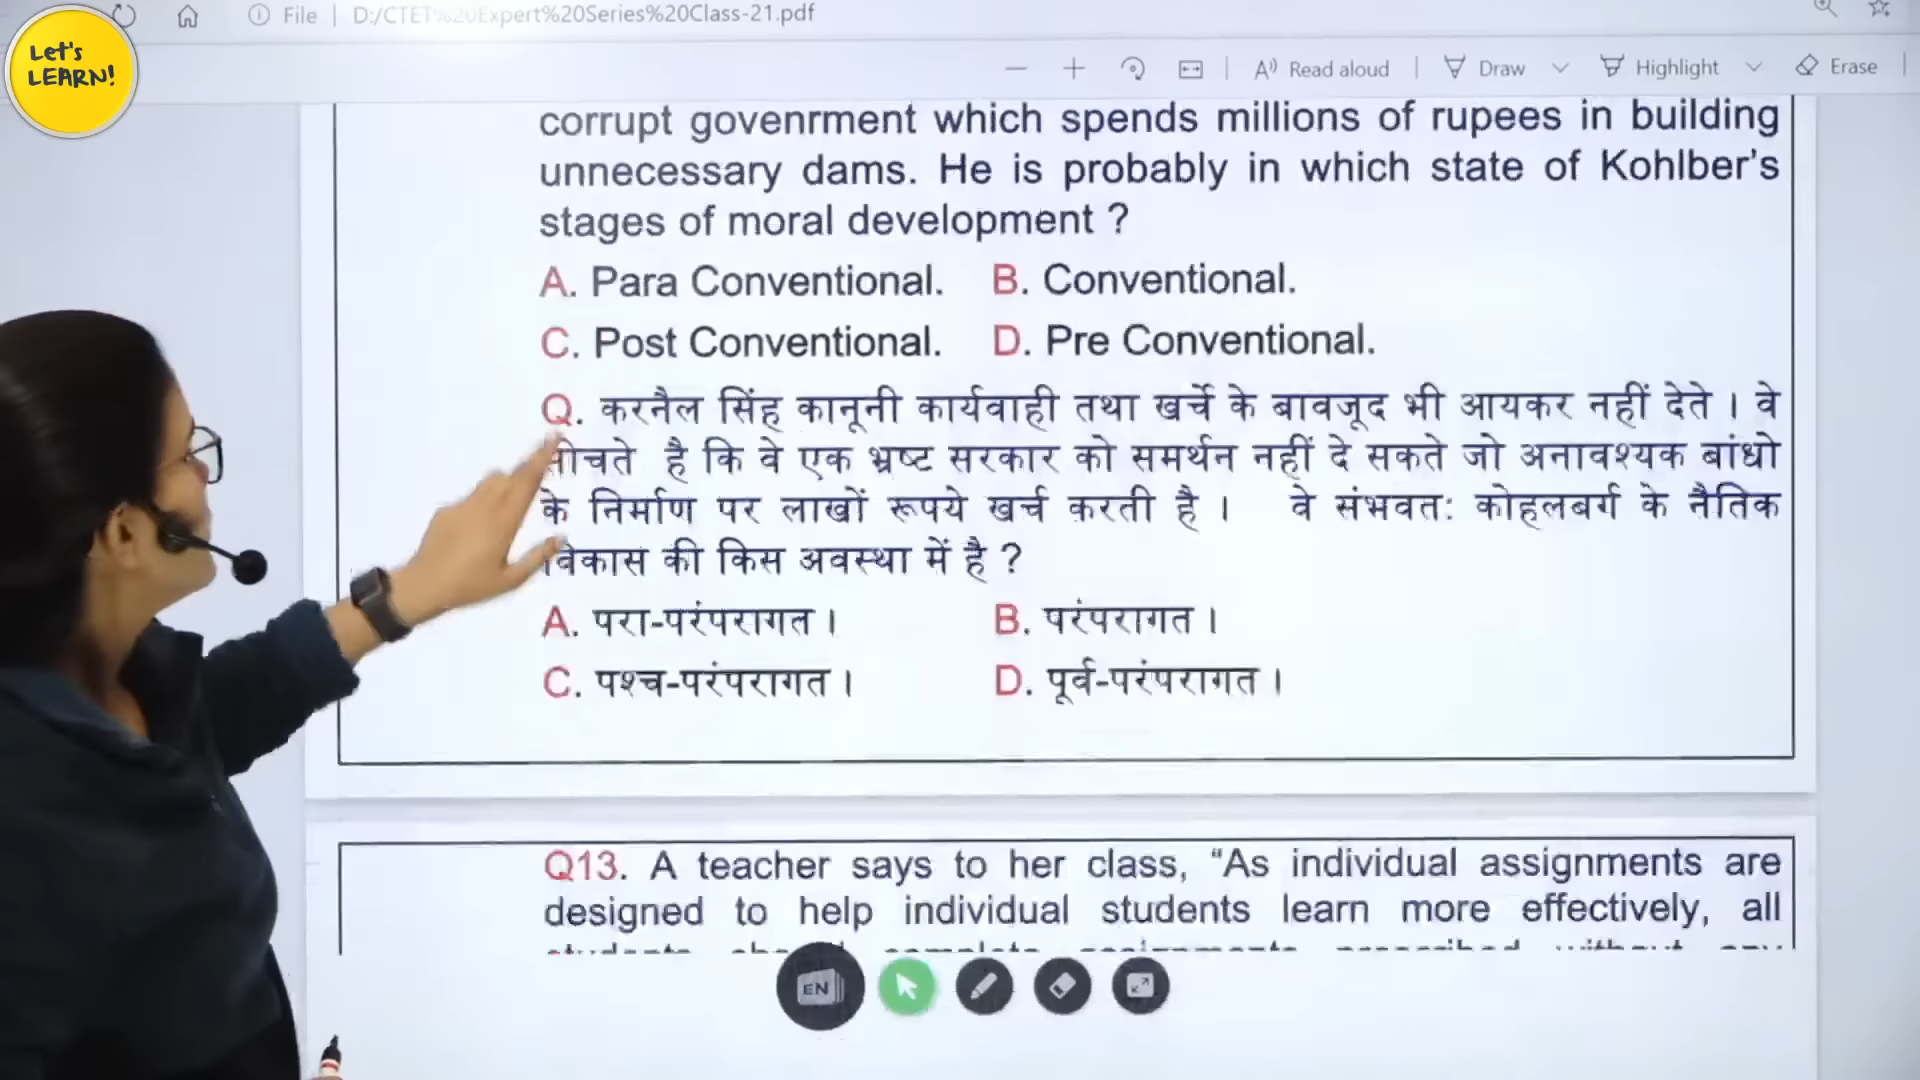 Let's
LEARN!
File | D:/CTET%20Expert%20Series%20Class-21.pdf
Read aloud
Draw
Highlight
Erase
corrupt govenrment which spends millions of rupees in building
unnecessary dams. He is probably in which state of Kohlber's
stages of moral development ?
A. Para Conventional. B. Conventional.
C. Post Conventional. D. Pre Conventional.
Q. करनैल सिंह कानूनी कार्यवाही तथा खर्चे के बावजूद भी आयकर नहीं देते । वे
सोचते है कि वे एक भ्रष्ट सरकार को समर्थन नहीं दे सकते जो अनावश्यक बांधो
के निर्माण पर लाखों रूपये खर्च करती है । वे संभवत: कोहलबर्ग के नैतिक
विकास की किस अवस्था में है ?
A. परा-परंपरागत । B. परंपरागत ।
C. पश्च-परंपरागत । D. पूर्व-परंपरागत ।
Q13. A teacher says to her class, “As individual assignments are
designed to help individual students learn more effectively, all
EN